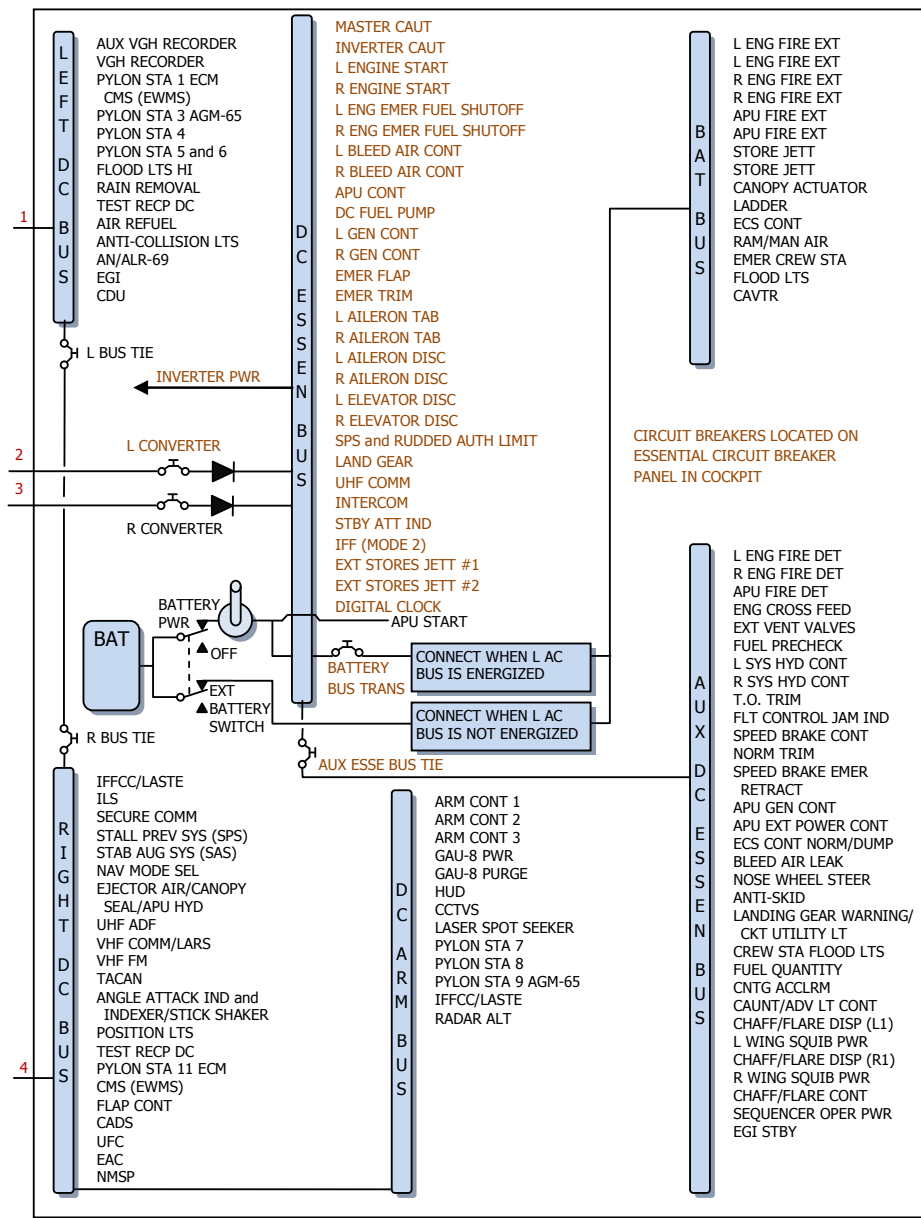 LEFT DC BUS
AUX VGH RECORDER
VGH RECORDER
PYLON STA 1 ECM
CMS (EWMS)
PYLON STA 3 AGM-65
PYLON STA 4
PYLON STA 5 and 6
FLOOD LTS HI
RAIN REMOVAL
TEST RECP DC
AIR REFUEL
ANTI-COLLISION LTS
AN/ALR-69
EGI
CDU
1
L BUS TIE
INVERTER PWR
2
L CONVERTER
3
R CONVERTER
DC ESSEN BUS
MASTER CAUT
INVERTER CAUT
L ENGINE START
R ENGINE START
L ENG EMER FUEL SHUTOFF
R ENG EMER FUEL SHUTOFF
L BLEED AIR CONT
R BLEED AIR CONT
APU CONT
DC FUEL PUMP
L GEN CONT
R GEN CONT
EMER FLAP
EMER TRIM
L AILERON TAB
R AILERON TAB
L AILERON DISC
R AILERON DISC
L ELEVATOR DISC
R ELEVATOR DISC
SPS and RUDDED AUTH LIMIT
LAND GEAR
UHF COMM
INTERCOM
STBY ATT IND
IFF (MODE 2)
EXT STORES JETT #1
EXT STORES JETT #2
DIGITAL CLOCK
APU START
BAT BUS
L ENG FIRE EXT
L ENG FIRE EXT
R ENG FIRE EXT
R ENG FIRE EXT
APU FIRE EXT
APU FIRE EXT
STORE JETT
STORE JETT
CANOPY ACTUATOR
LADDER
ECS CONT
RAM/MAN AIR
EMER CREW STA
FLOOD LTS
CAVTR
CIRCUIT BREAKERS LOCATED ON
ESSENTIAL CIRCUIT BREAKER
PANEL IN COCKPIT
BAT
BATTERY
PWR
OFF
EXT
BATTERY
SWITCH
BATTERY
BUS TRANS
CONNECT WHEN L AC
BUS IS ENERGIZED
CONNECT WHEN L AC
BUS IS NOT ENERGIZED
AUX ESSE BUS TIE
R BUS TIE
RIGHT DC BUS
IFFCC/LASTE
ILS
SECURE COMM
STALL PREV SYS (SPS)
STAB AUG SYS (SAS)
NAV MODE SEL
EJECTOR AIR/CANOPY
SEAL/APU HYD
UHF ADF
VHF COMM/LARS
VHF FM
TACAN
ANGLE ATTACK IND and
INDEXER/STICK SHAKER
POSITION LTS
TEST RECP DC
PYLON STA 11 ECM
CMS (EWMS)
FLAP CONT
CADS
UFC
EAC
NMSP
4
DC ARM BUS
ARM CONT 1
ARM CONT 2
ARM CONT 3
GAU-8 PWR
GAU-8 PURGE
HUD
CCTVS
LASER SPOT SEEKER
PYLON STA 7
PYLON STA 8
PYLON STA 9 AGM-65
IFFCC/LASTE
RADAR ALT
AUX DC ESSEN BUS
L ENG FIRE DET
R ENG FIRE DET
APU FIRE DET
ENG CROSS FEED
EXT VENT VALVES
FUEL PRECHECK
L SYS HYD CONT
R SYS HYD CONT
T.O. TRIM
FLT CONTROL JAM IND
SPEED BRAKE CONT
NORM TRIM
SPEED BRAKE EMER
RETRACT
APU GEN CONT
APU EXT POWER CONT
ECS CONT NORM/DUMP
BLEED AIR LEAK
NOSE WHEEL STEER
ANTI-SKID
LANDING GEAR WARNING/
CKT UTILITY LT
CREW STA FLOOD LTS
FUEL QUANTITY
CNTG ACCLRM
CAUNT/ADV LT CONT
CHAFF/FLARE DISP (L1)
L WING SQUIB PWR
CHAFF/FLARE DISP (R1)
R WING SQUIB PWR
CHAFF/FLARE CONT
SEQUENCER OPER PWR
EGI STBY